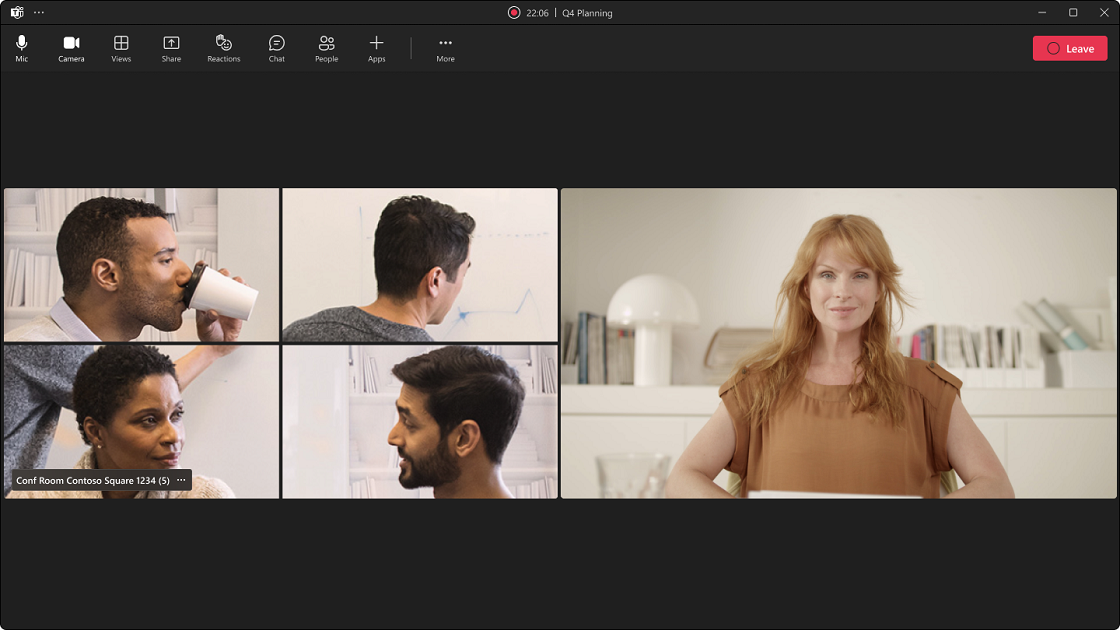 22:06 | Q4 Planning
Mic
Camera
Views
Share
Reactions
Chat
People
Apps
More
Leave
Conf Room Contoso Square 1234 (5) ...